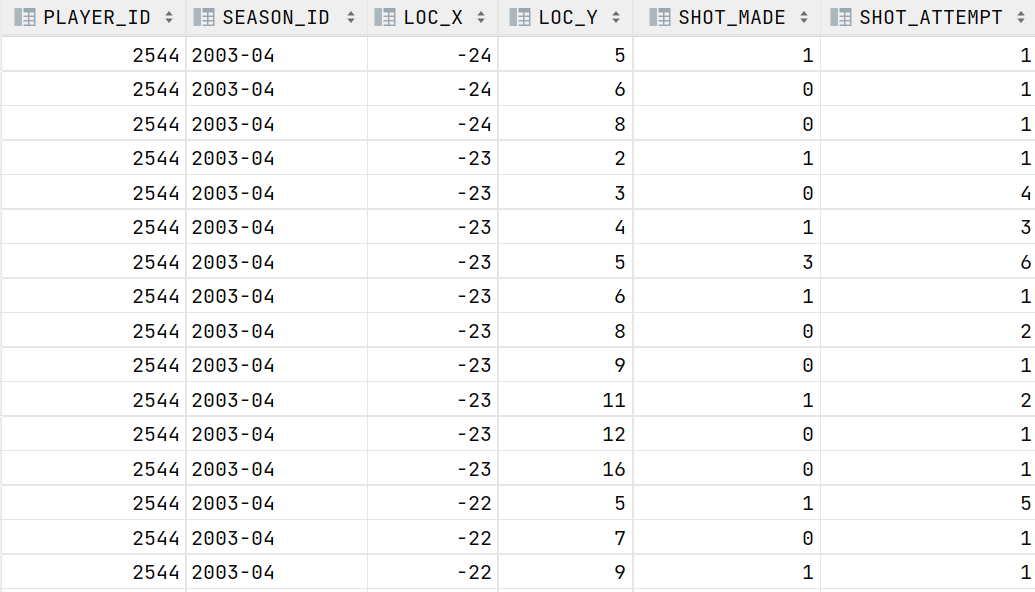 PLAYER_ID SEASON_ID LOC_X LOC_Y SHOT_MADE SHOT_ATTEMPT
2544 2003-04 -24 5 1 1
2544 2003-04 -24 6 0 1
2544 2003-04 -24 8 0 1
2544 2003-04 -23 2 1 1
2544 2003-04 -23 3 0 4
2544 2003-04 -23 4 1 3
2544 2003-04 -23 5 3 6
2544 2003-04 -23 6 1 1
2544 2003-04 -23 8 0 2
2544 2003-04 -23 9 0 1
2544 2003-04 -23 11 1 2
2544 2003-04 -23 12 0 1
2544 2003-04 -23 16 0 1
2544 2003-04 -22 5 1 5
2544 2003-04 -22 7 0 1
2544 2003-04 -22 9 1 1